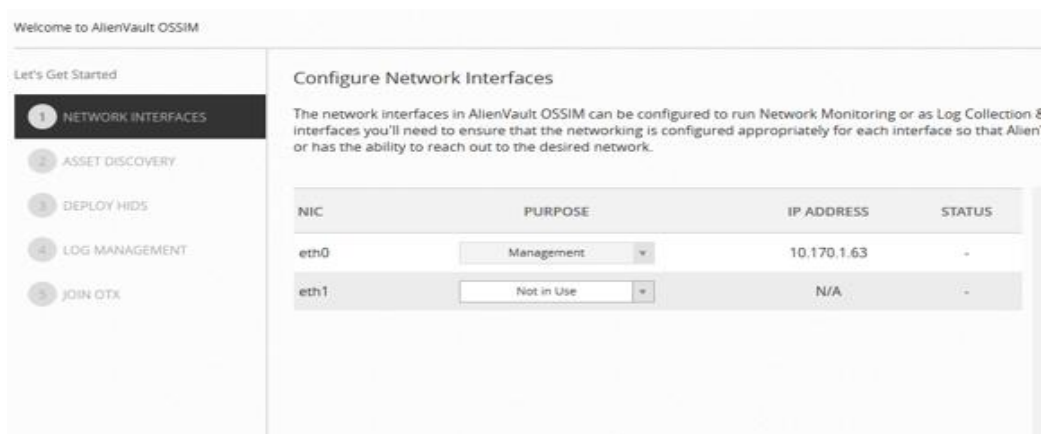 Welcome to AlienVault OSSIM
Let's Get Started
1 NETWORK INTERFACES
2 ASSET DISCOVERY
3 DEPLOY HIDS
4 LOG MANAGEMENT
5 JOIN OTX
Configure Network Interfaces
The network interfaces in AlienVault OSSIM can be configured to run Network Monitoring or as Log Collection &
interfaces you'll need to ensure that the networking is configured appropriately for each interface so that Alien
or has the ability to reach out to the desired network.
NIC PURPOSE IP ADDRESS STATUS
eth0 Management 10.170.1.63 -
eth1 Not in Use N/A -